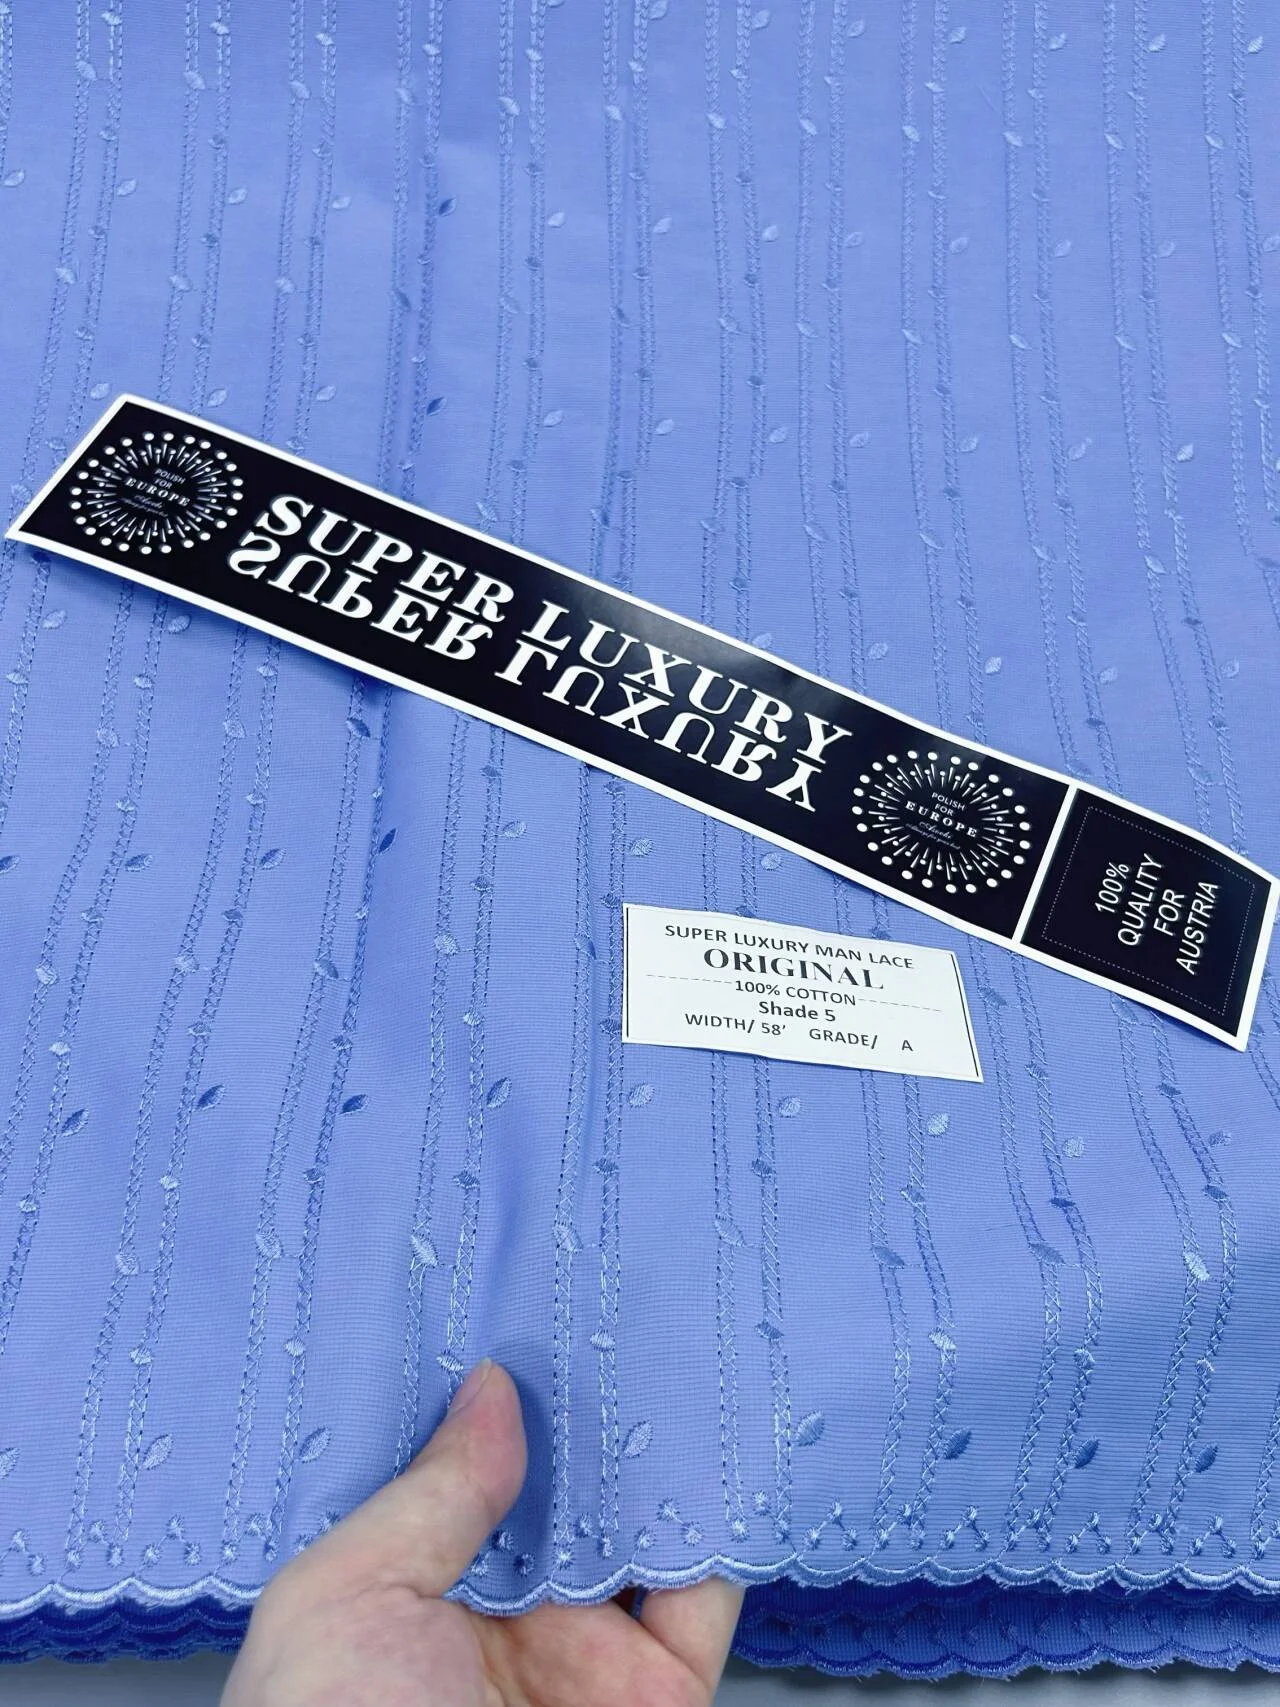 POLISH
FOR
EUROPE
SUPER LUXURY
SUPER LUXURY
POLISH
FOR
EUROPE
100%
QUALITY
FOR
AUSTRIA
SUPER LUXURY MAN LACE
ORIGINAL
100% COTTON
Shade 5
WIDTH/ 58' GRADE/ A